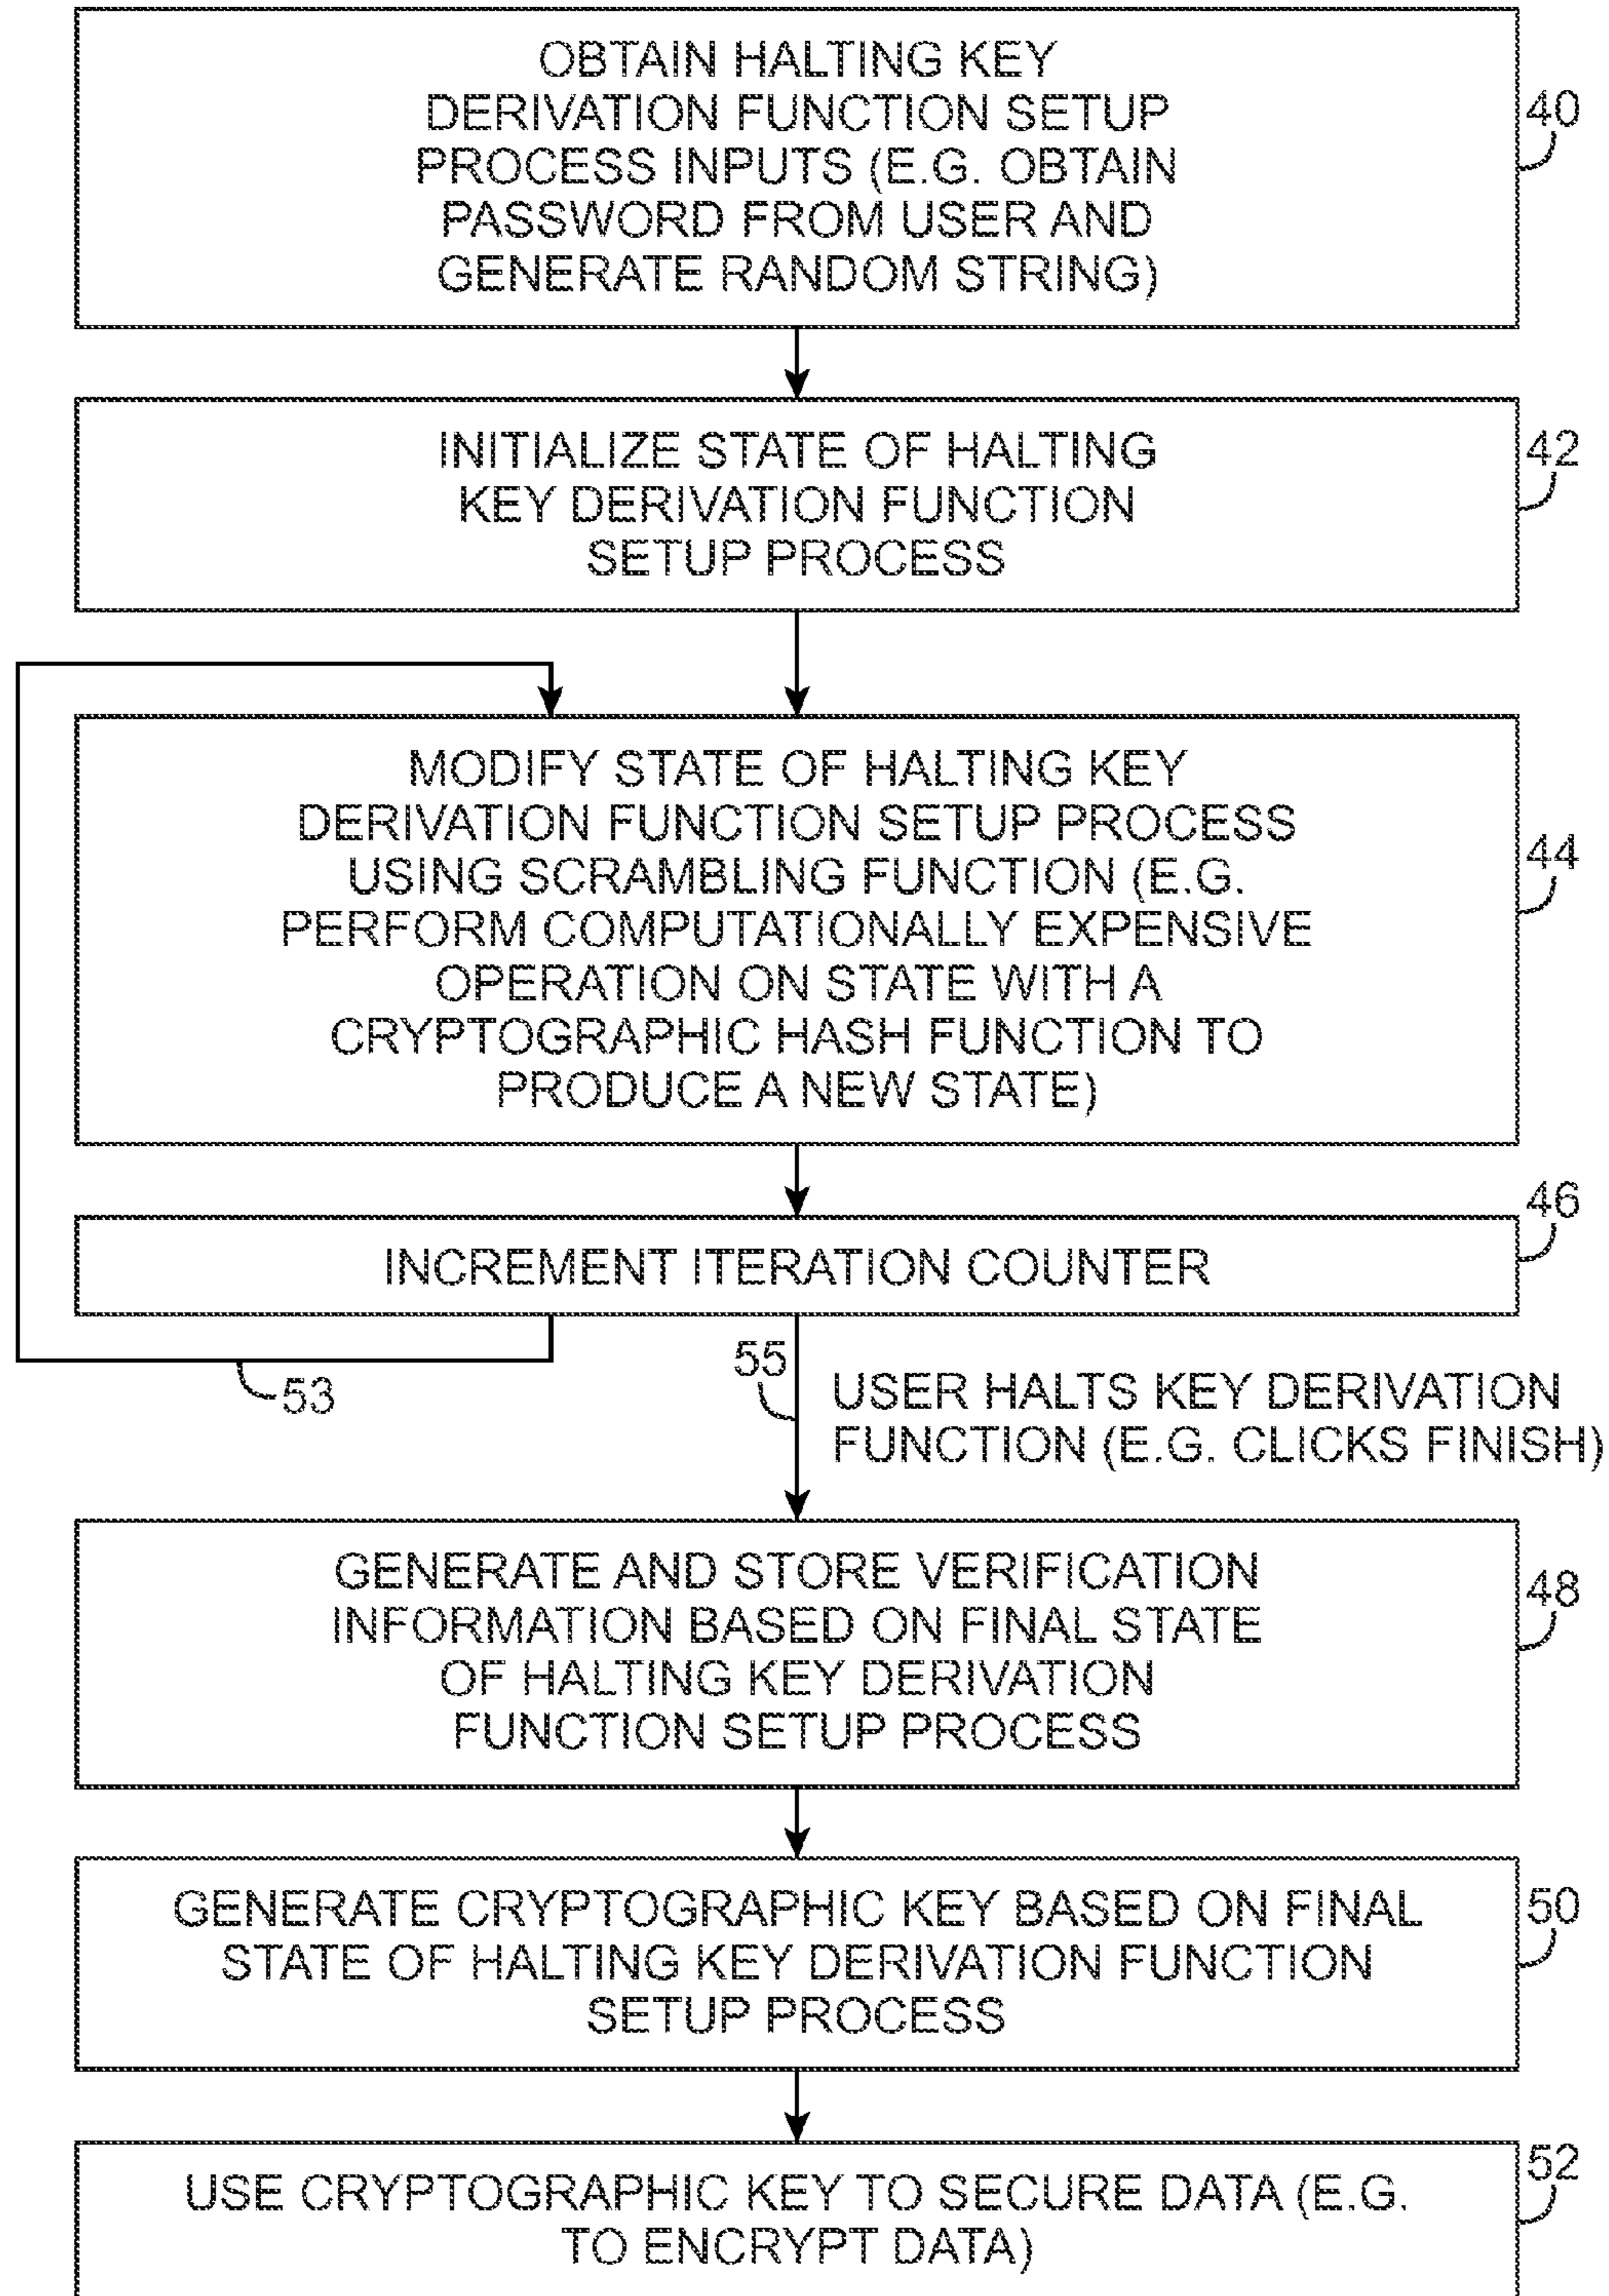 OBTAIN HALTING KEY
DERIVATION FUNCTION SETUP
PROCESS INPUTS (E.G. OBTAIN
PASSWORD FROM USER AND
GENERATE RANDOM STRING)
40
INITIALIZE STATE OF HALTING
KEY DERIVATION FUNCTION
SETUP PROCESS
42
MODIFY STATE OF HALTING KEY
DERIVATION FUNCTION SETUP PROCESS
USING SCRAMBLING FUNCTION (E.G.
PERFORM COMPUTATIONALLY EXPENSIVE
OPERATION ON STATE WITH A
CRYPTOGRAPHIC HASH FUNCTION TO
PRODUCE A NEW STATE)
44
INCREMENT ITERATION COUNTER
46
53
55
USER HALTS KEY DERIVATION
FUNCTION (E.G. CLICKS FINISH)
GENERATE AND STORE VERIFICATION
INFORMATION BASED ON FINAL STATE
OF HALTING KEY DERIVATION
FUNCTION SETUP PROCESS
48
GENERATE CRYPTOGRAPHIC KEY BASED ON FINAL
STATE OF HALTING KEY DERIVATION FUNCTION
SETUP PROCESS
50
USE CRYPTOGRAPHIC KEY TO SECURE DATA (E.G.
TO ENCRYPT DATA)
52